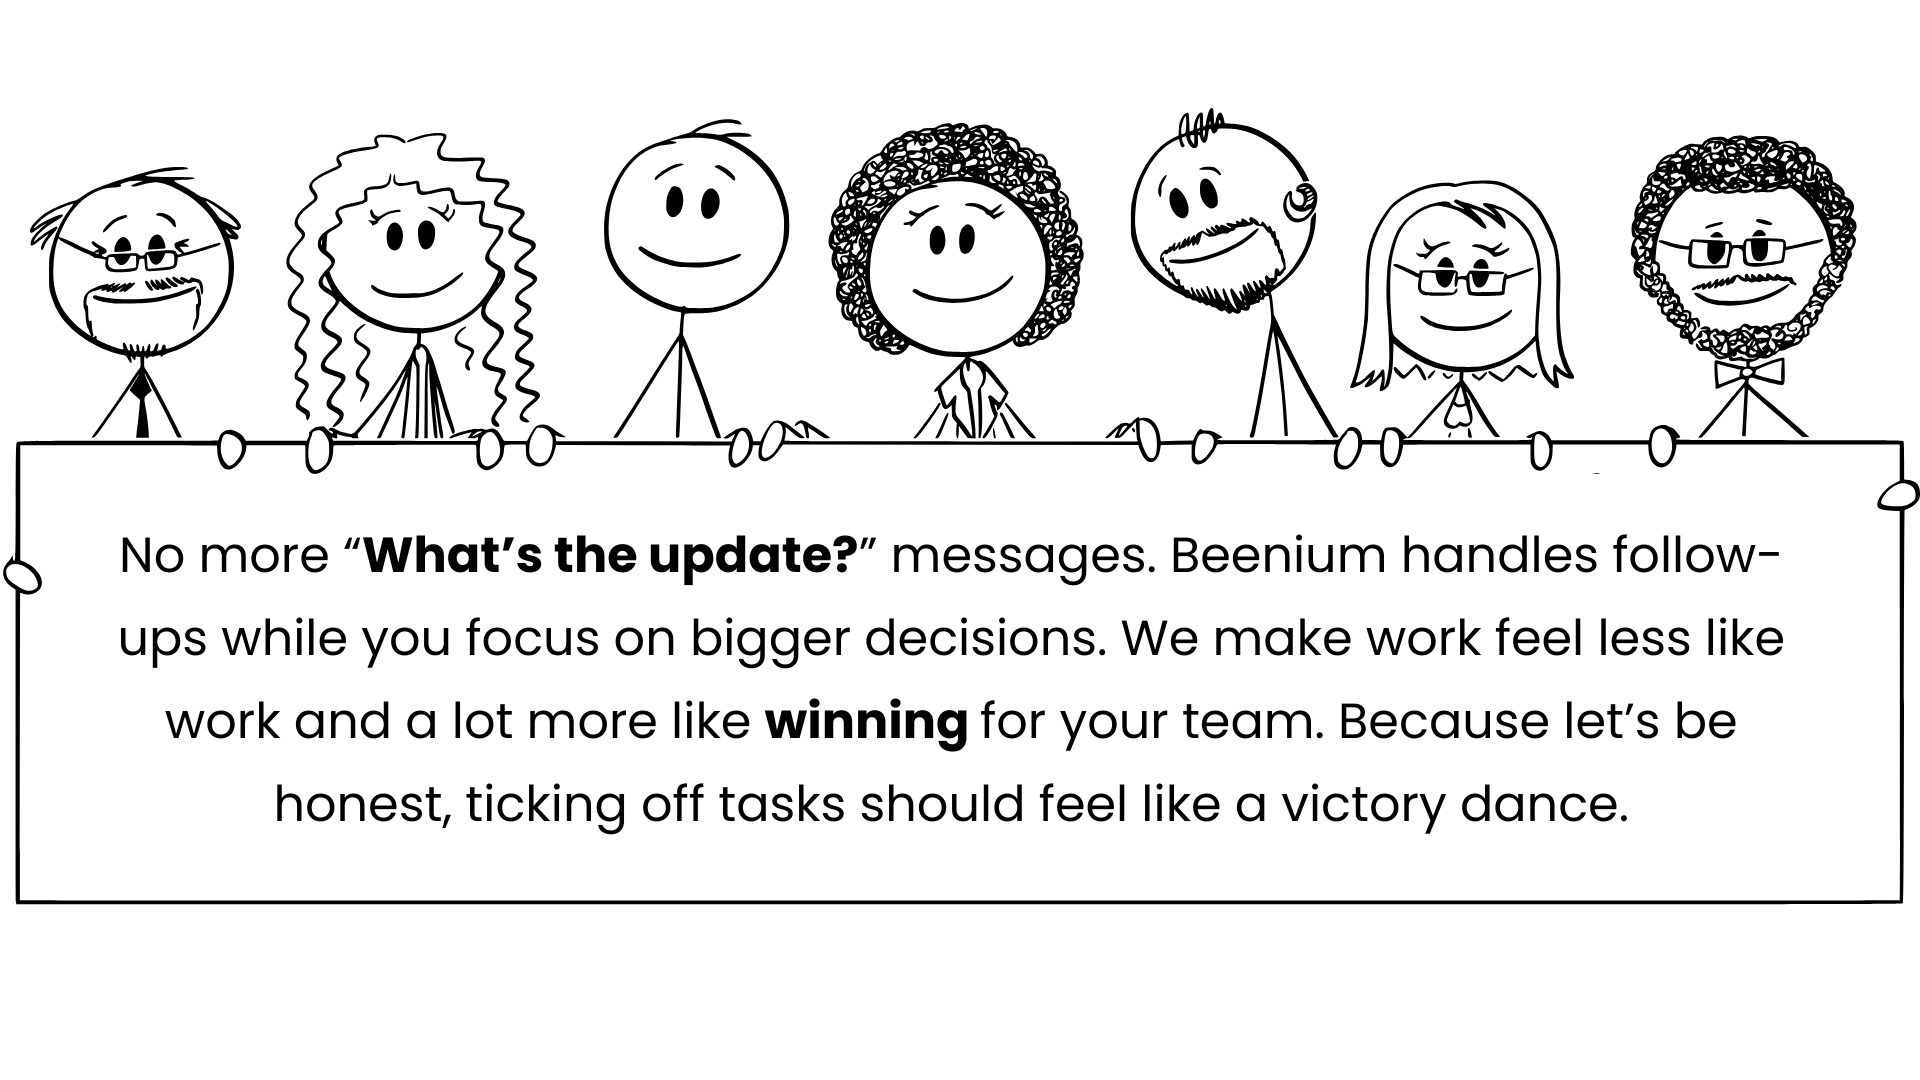 No more “What’s the update?” messages. Beenium handles follow-
ups while you focus on bigger decisions. We make work feel less like
work and a lot more like winning for your team. Because let’s be
honest, ticking off tasks should feel like a victory dance.